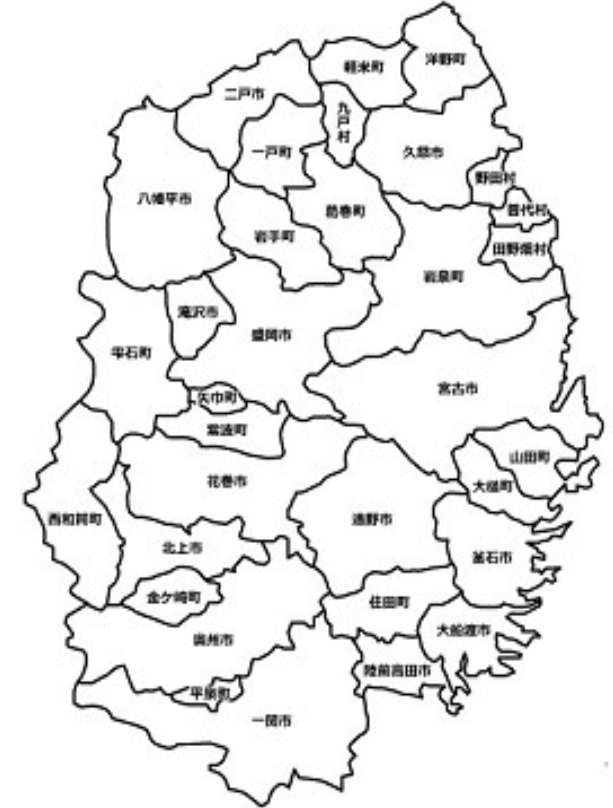 洋野町
軽米町
二戸市
九戸村
一戸町
久慈市
野田村
八幡平市
普代村
葛巻町
岩手町
田野畑村
岩泉町
滝沢市
盛岡市
雫石町
宮古市
矢巾町
紫波町
山田町
花巻市
大槌町
西和賀町
遠野市
北上市
釜石市
金ケ崎町
住田町
大船渡市
奥州市
陸前高田市
平泉町
一関市